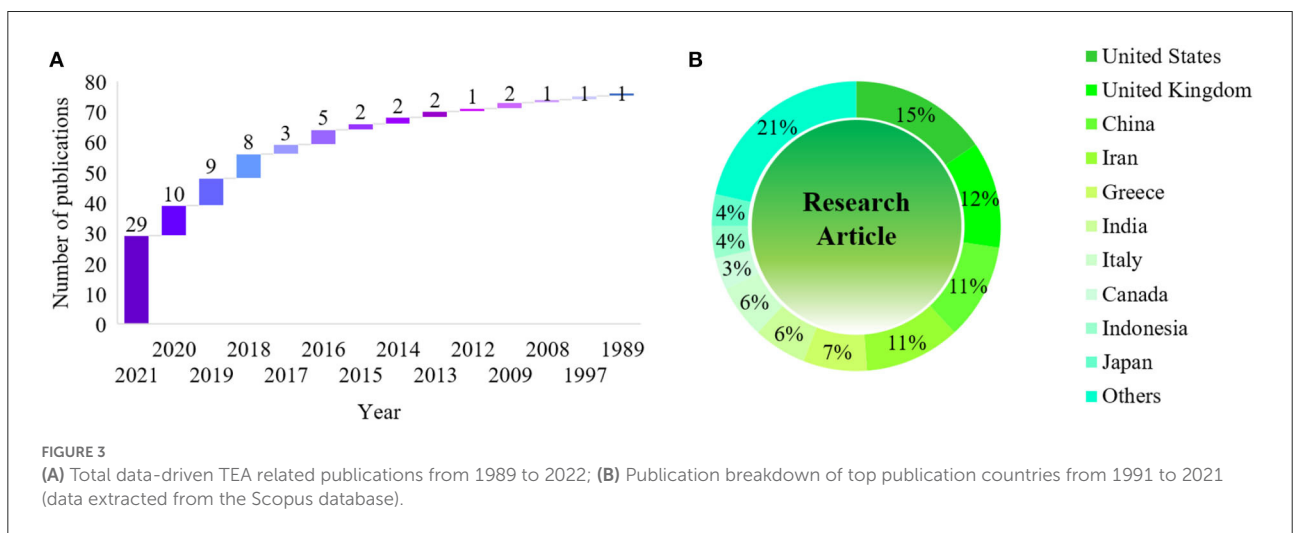 A
Number of publications
80
70
60
50
40
30
20
10
0
29
10
9
8
3
5
2
2
2
1
2
1
1
1
2020 2018 2016 2014 2012 2008 1989
2021 2019 2017 2015 2013 2009 1997
Year
B
15%
12%
11%
11%
7%
6%
6%
3%
4%
4%
21%
Research
Article
United States
United Kingdom
China
Iran
Greece
India
Italy
Canada
Indonesia
Japan
Others
FIGURE 3
(A) Total data-driven TEA related publications from 1989 to 2022; (B) Publication breakdown of top publication countries from 1991 to 2021
(data extracted from the Scopus database).